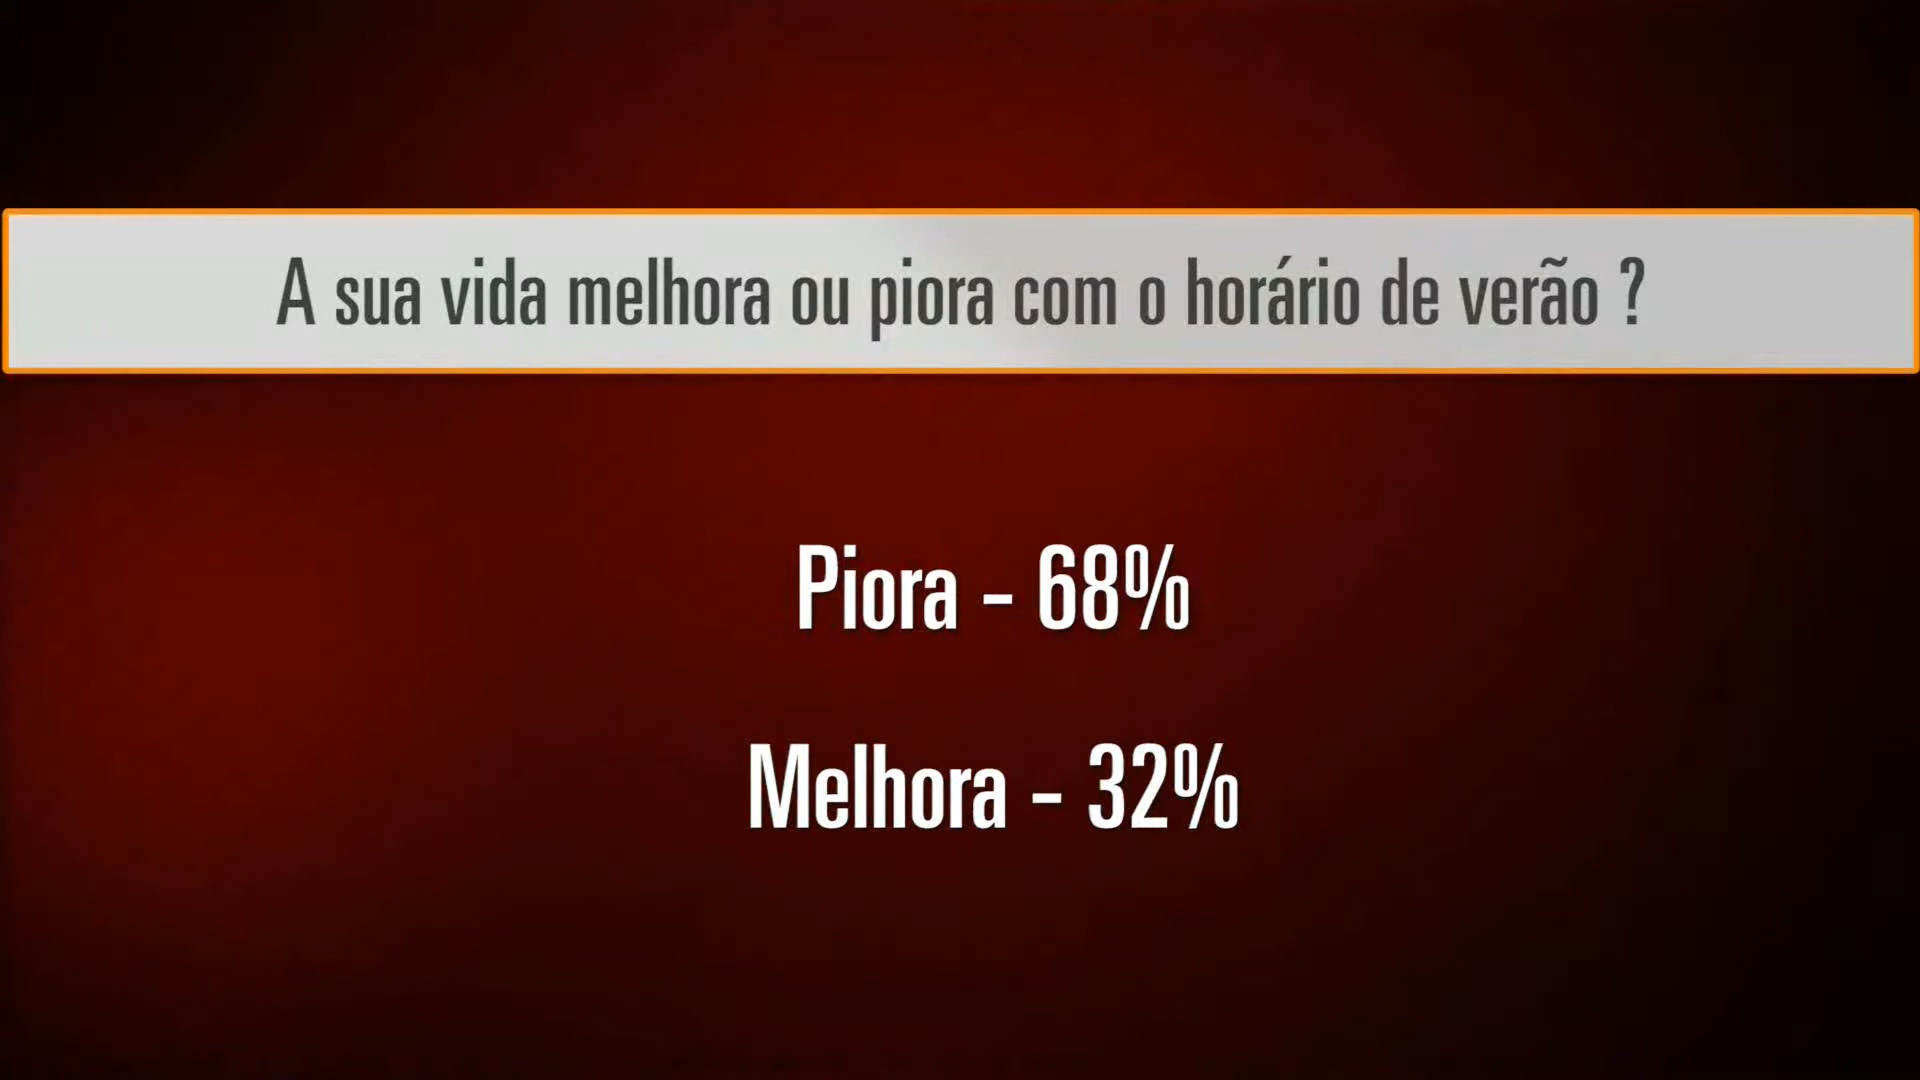 A sua vida melhora ou piora com o horário de verão ?
Piora - 68%
Melhora - 32%